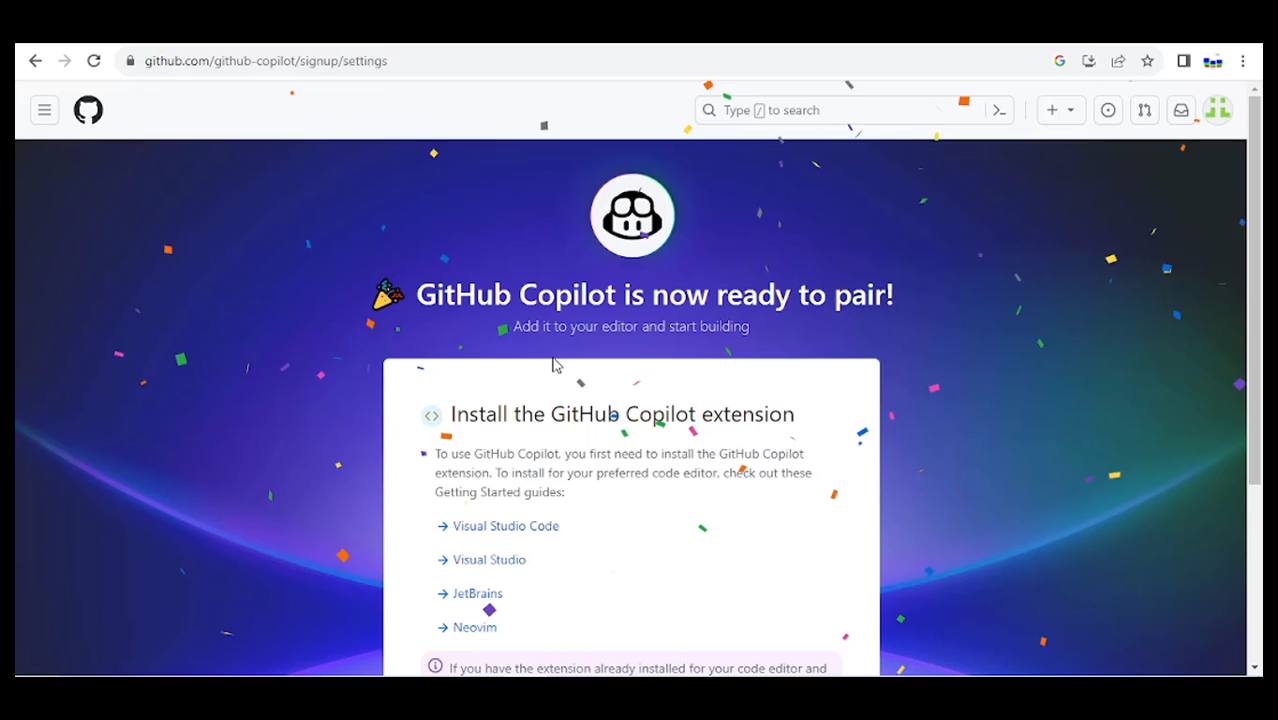 github.com/github-copilot/signup/settings
Type / to search
GitHub Copilot is now ready to pair!
Add it to your editor and start building
Install the GitHub Copilot extension
To use GitHub Copilot, you first need to install the GitHub Copilot
extension. To install for your preferred code editor, check out these
Getting Started guides:
Visual Studio Code
Visual Studio
JetBrains
Neovim
If you have the extension already installed for your code editor and